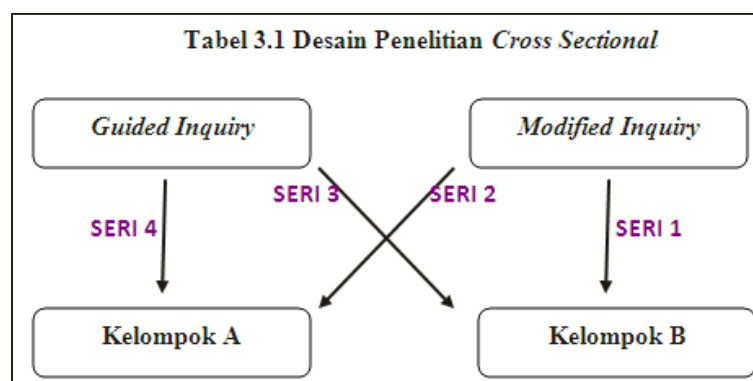 Tabel 3.1 Desain Penelitian Cross Sectional
Guided Inquiry
Modified Inquiry
SERI 3
SERI 2
SERI 4
SERI 1
Kelompok A
Kelompok B